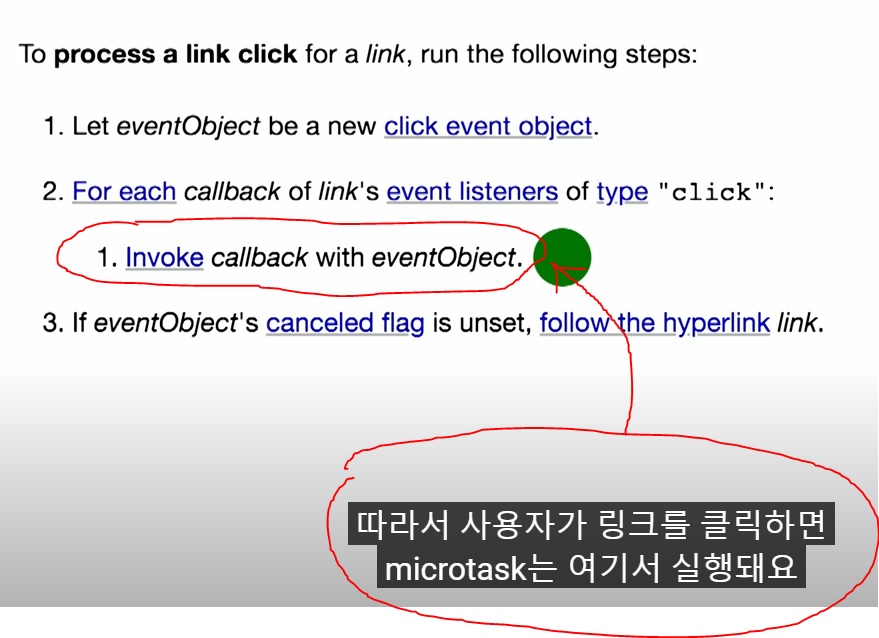 To process a link click for a link, run the following steps:
1. Let eventObject be a new click event object.
2. For each callback of link's event listeners of type "click":
1. Invoke callback with eventObject.
3. If eventObject's canceled flag is unset, follow the hyperlink link.
따라서 사용자가 링크를 클릭하면
microtask는 여기서 실행돼요